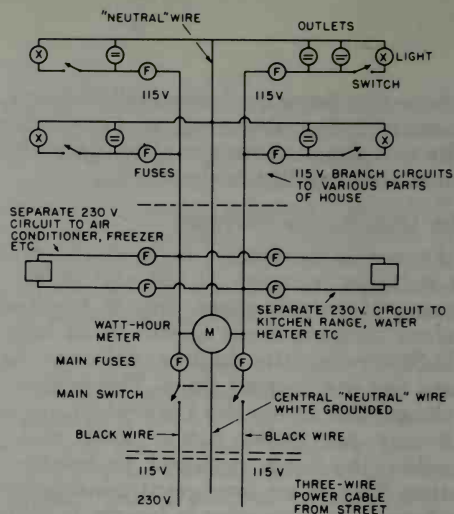 "NEUTRAL" WIRE
OUTLETS
X
=
F
F
=
=
X
LIGHT
SWITCH
115 V
115 V
X
=
F
F
=
X
FUSES
115 V. BRANCH CIRCUITS
TO VARIOUS PARTS
OF HOUSE
SEPARATE 230 V
CIRCUIT TO AIR
CONDITIONER, FREEZER
ETC
F
F
F
F
SEPARATE 230 V. CIRCUIT TO
KITCHEN RANGE, WATER
HEATER ETC
WATT-HOUR
METER
M
MAIN FUSES
F
F
MAIN SWITCH
CENTRAL "NEUTRAL" WIRE
WHITE GROUNDED
BLACK WIRE
BLACK WIRE
115 V
115 V
230 V
THREE-WIRE
POWER CABLE
FROM STREET